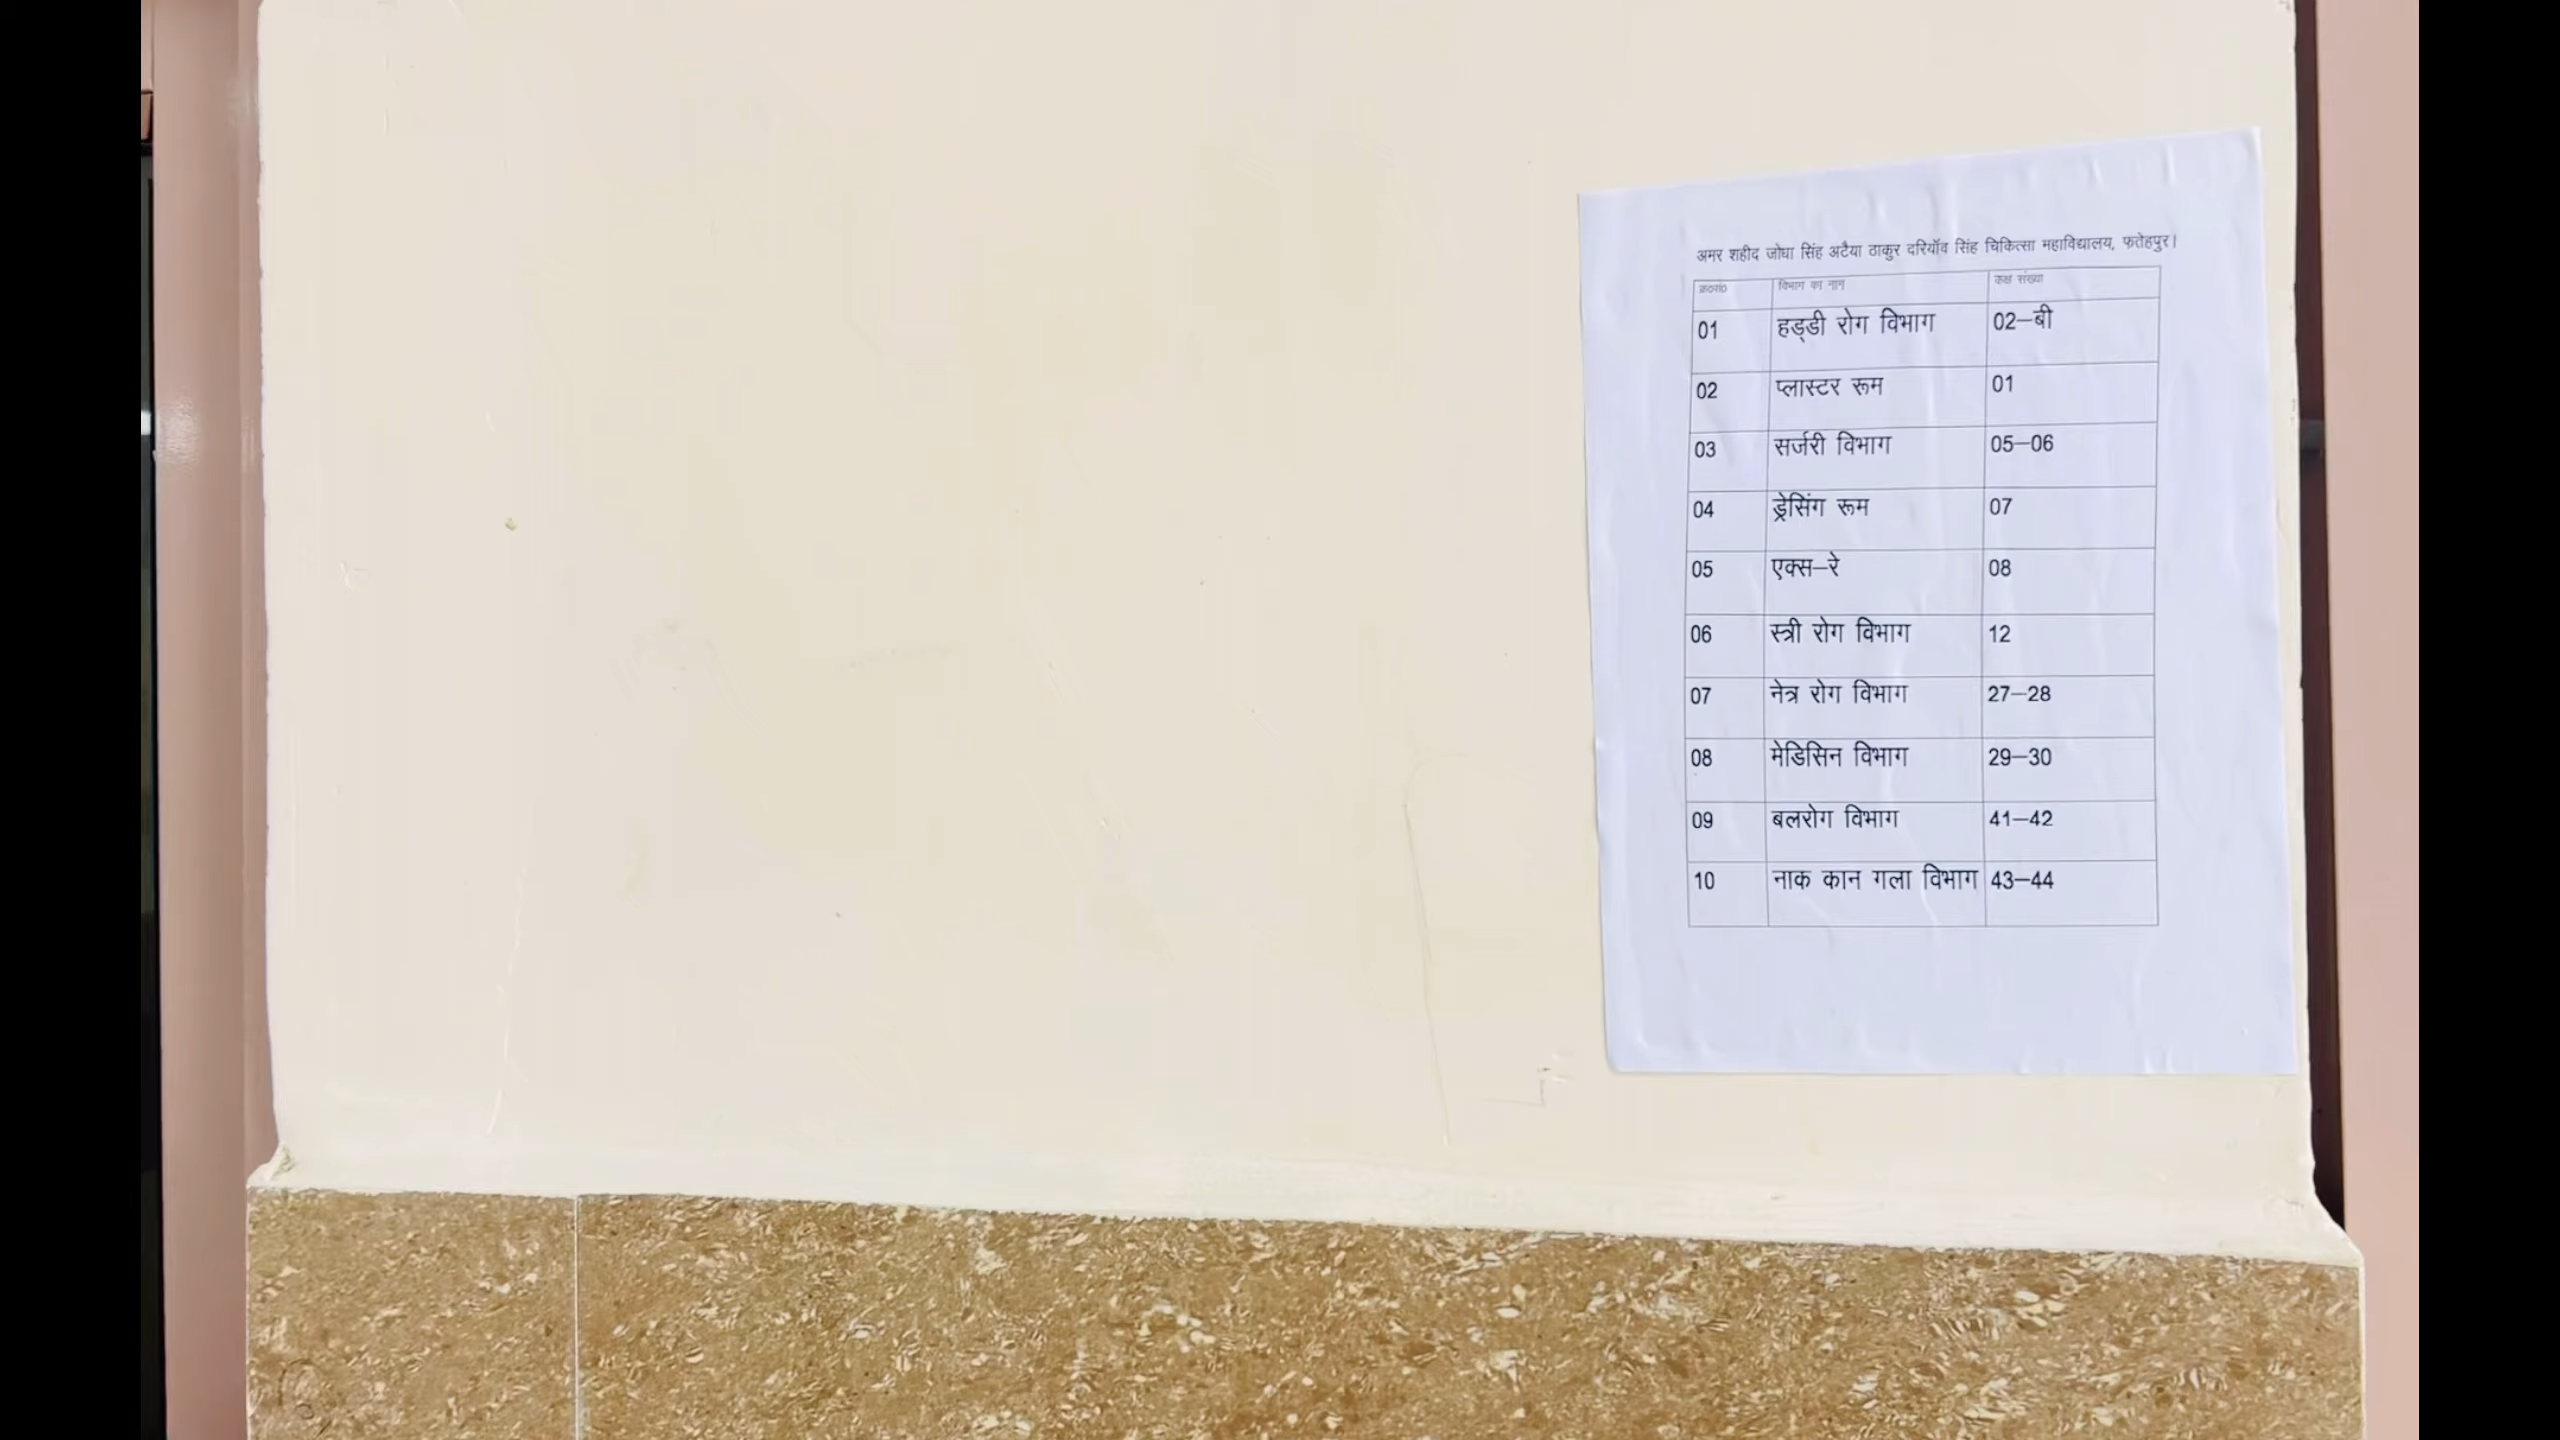 अमर शहीद जोधा सिंह अटैया ठाकुर दरियॉव सिंह चिकित्सा महाविद्यालय, फतेहपुर।
क्र०सं० विभाग का नाम कक्ष संख्या
01 हड्डी रोग विभाग 02–बी
02 प्लास्टर रूम 01
03 सर्जरी विभाग 05–06
04 ड्रेसिंग रूम 07
05 एक्स–रे 08
06 स्त्री रोग विभाग 12
07 नेत्र रोग विभाग 27–28
08 मेडिसिन विभाग 29–30
09 बलरोग विभाग 41–42
10 नाक कान गला विभाग 43–44